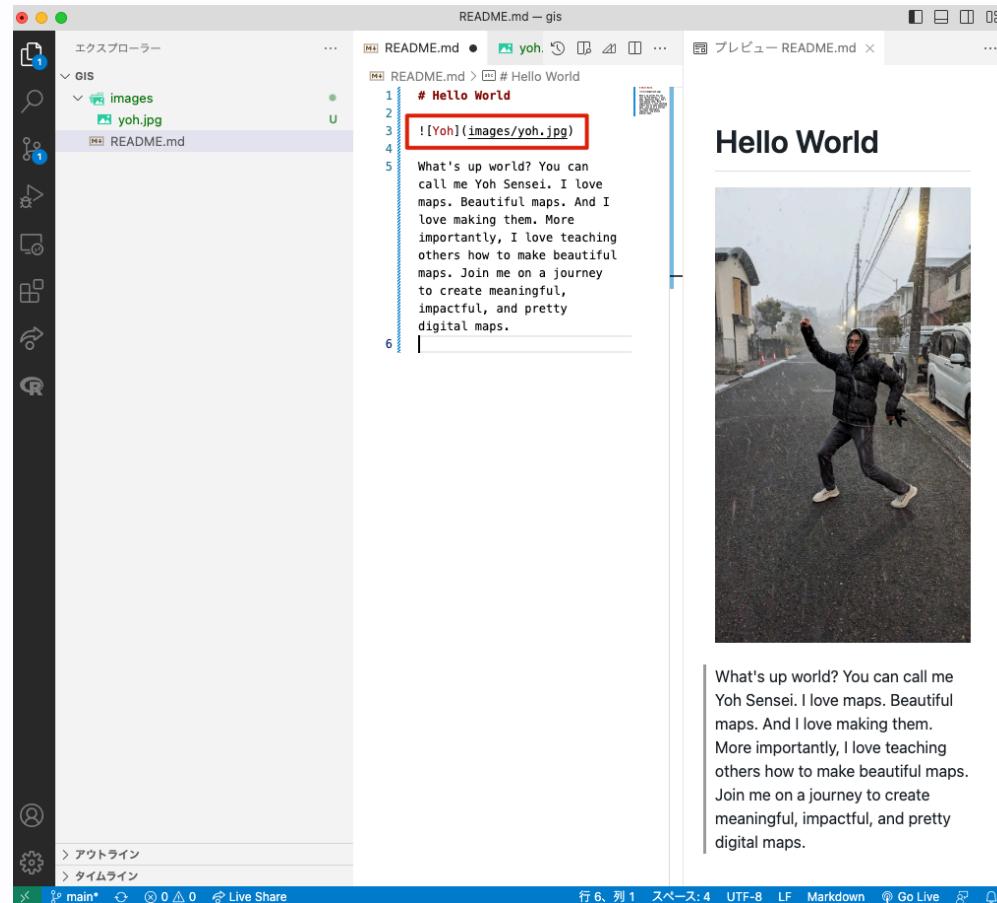 README.md — gis
エクスプローラー
GIS
images
yoh.jpg
U
README.md
README.md
yoh.
README.md > # Hello World
1 # Hello World
2
3 ![Yoh](images/yoh.jpg)
4
5 What's up world? You can
call me Yoh Sensei. I love
maps. Beautiful maps. And I
love making them. More
importantly, I love teaching
others how to make beautiful
maps. Join me on a journey
to create meaningful,
impactful, and pretty
digital maps.
6
プレビュー README.md
Hello World
What's up world? You can call me
Yoh Sensei. I love maps. Beautiful
maps. And I love making them.
More importantly, I love teaching
others how to make beautiful maps.
Join me on a journey to create
meaningful, impactful, and pretty
digital maps.
1
1
アウトライン
タイムライン
main* 0 0 Live Share 行 6、列 1 スペース: 4 UTF-8 LF Markdown Go Live